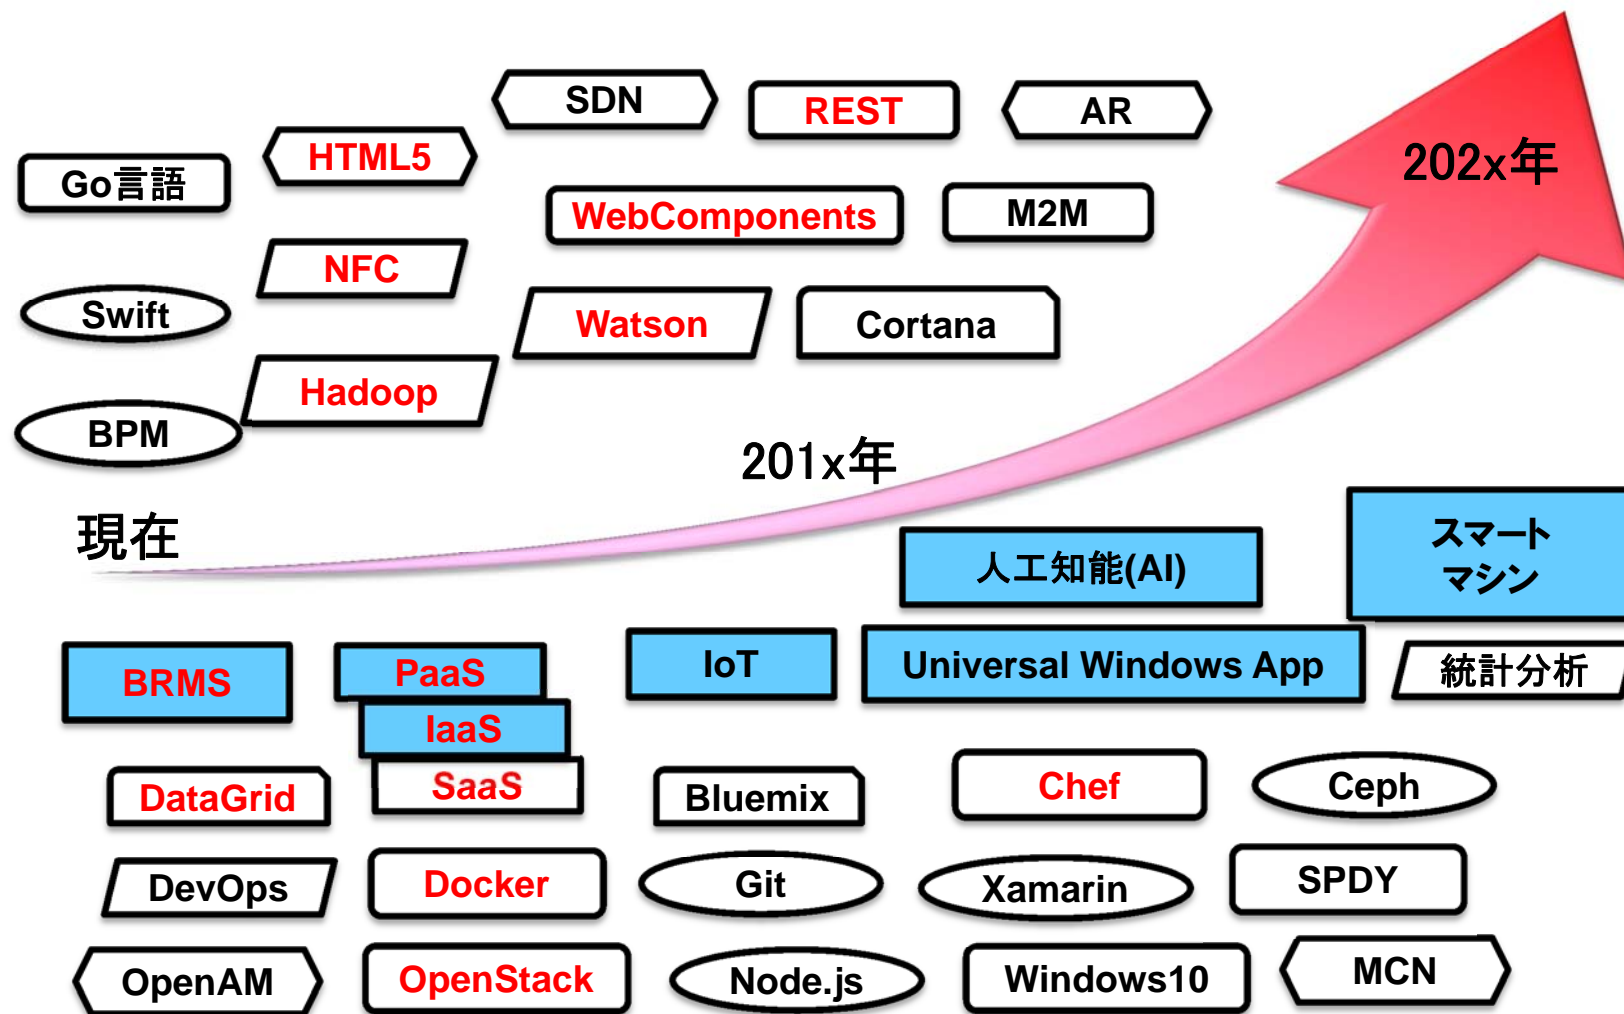 SDN
REST
AR
HTML5
Go言語
WebComponents
M2M
NFC
Swift
Watson
Cortana
Hadoop
BPM
202x年
201x年
現在
人工知能(AI)
スマート
マシン
BRMS
PaaS
IoT
Universal Windows App
統計分析
IaaS
SaaS
DataGrid
Bluemix
Chef
Ceph
DevOps
Docker
Git
Xamarin
SPDY
OpenAM
OpenStack
Node.js
Windows10
MCN